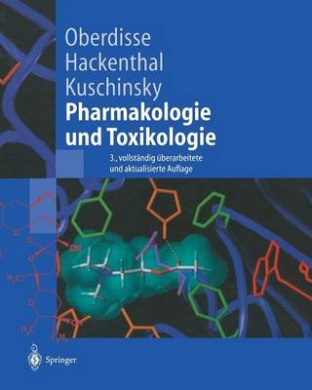 Oberdisse
Hackenthal
Kuschinsky
Pharmakologie
und Toxikologie
3., vollständig überarbeitete
und aktualisierte Auflage
Springer